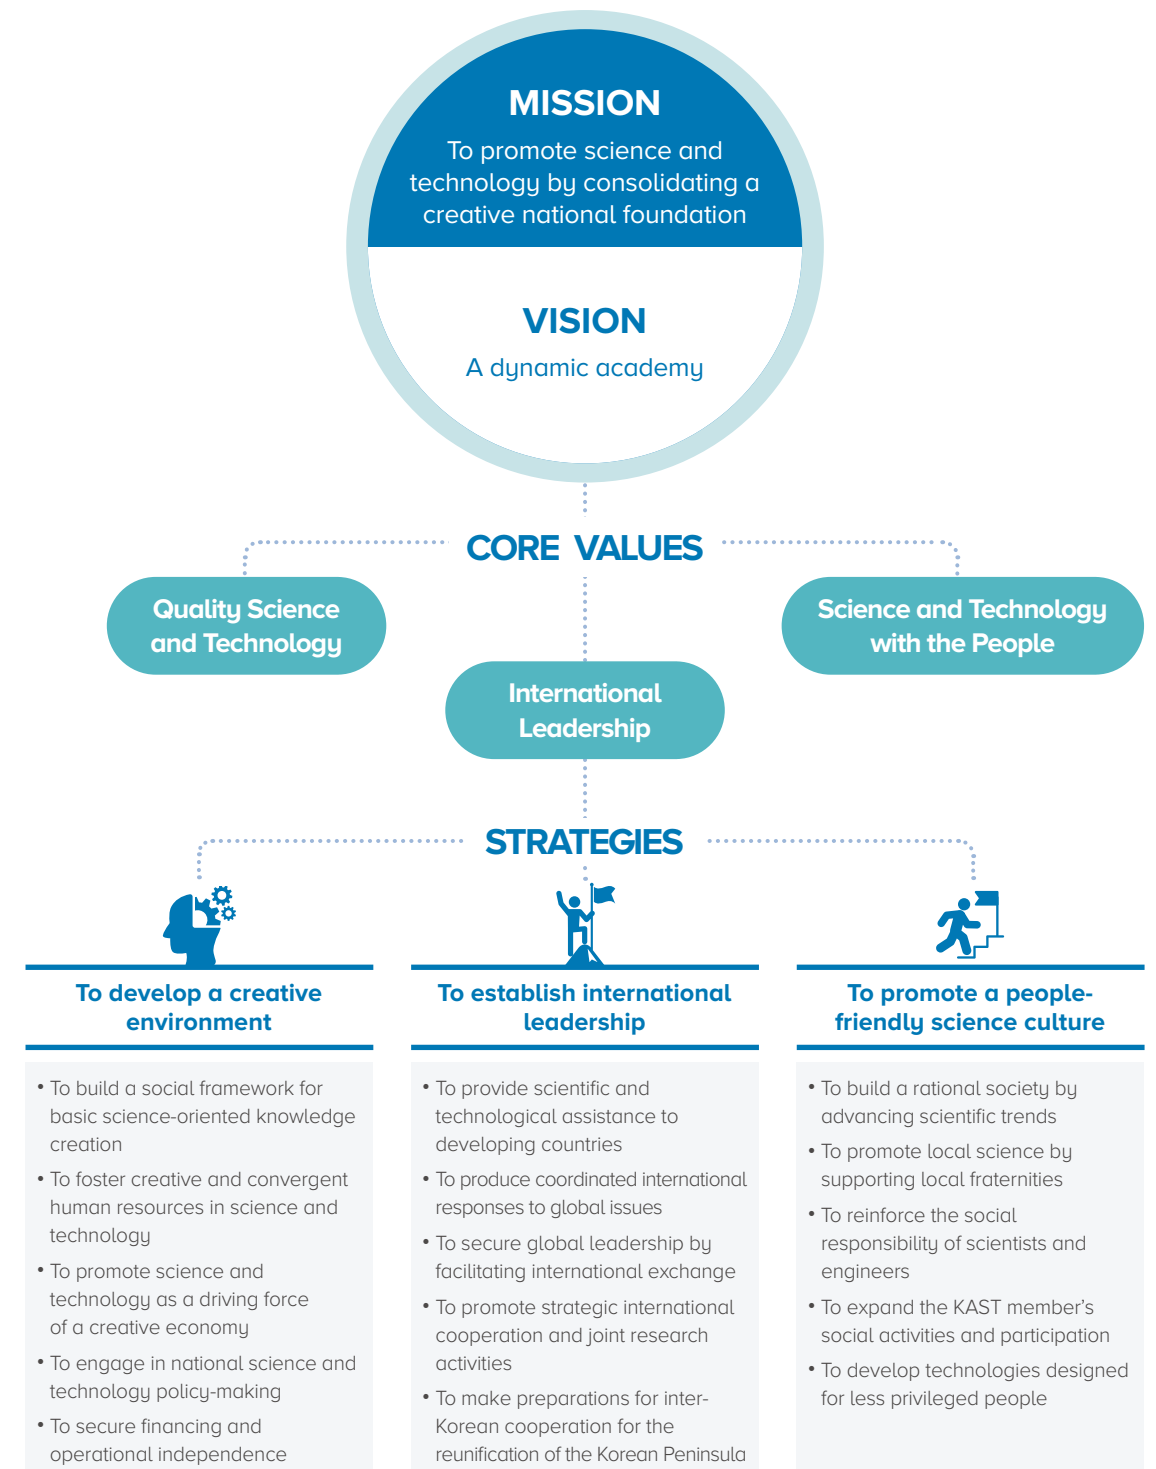 MISSION
To promote science and
technology by consolidating a
creative national foundation
VISION
A dynamic academy
CORE VALUES
Quality Science
and Technology
International
Leadership
Science and Technology
with the People
STRATEGIES
To develop a creative
environment
• To build a social framework for
basic science-oriented knowledge
creation
• To foster creative and convergent
human resources in science and
technology
• To promote science and
technology as a driving force
of a creative economy
• To engage in national science and
technology policy-making
• To secure financing and
operational independence
To establish international
leadership
• To provide scientific and
technological assistance to
developing countries
• To produce coordinated international
responses to global issues
• To secure global leadership by
facilitating international exchange
• To promote strategic international
cooperation and joint research
activities
• To make preparations for inter-
Korean cooperation for the
reunification of the Korean Peninsula
To promote a people-
friendly science culture
• To build a rational society by
advancing scientific trends
• To promote local science by
supporting local fraternities
• To reinforce the social
responsibility of scientists and
engineers
• To expand the KAST member's
social activities and participation
• To develop technologies designed
for less privileged people